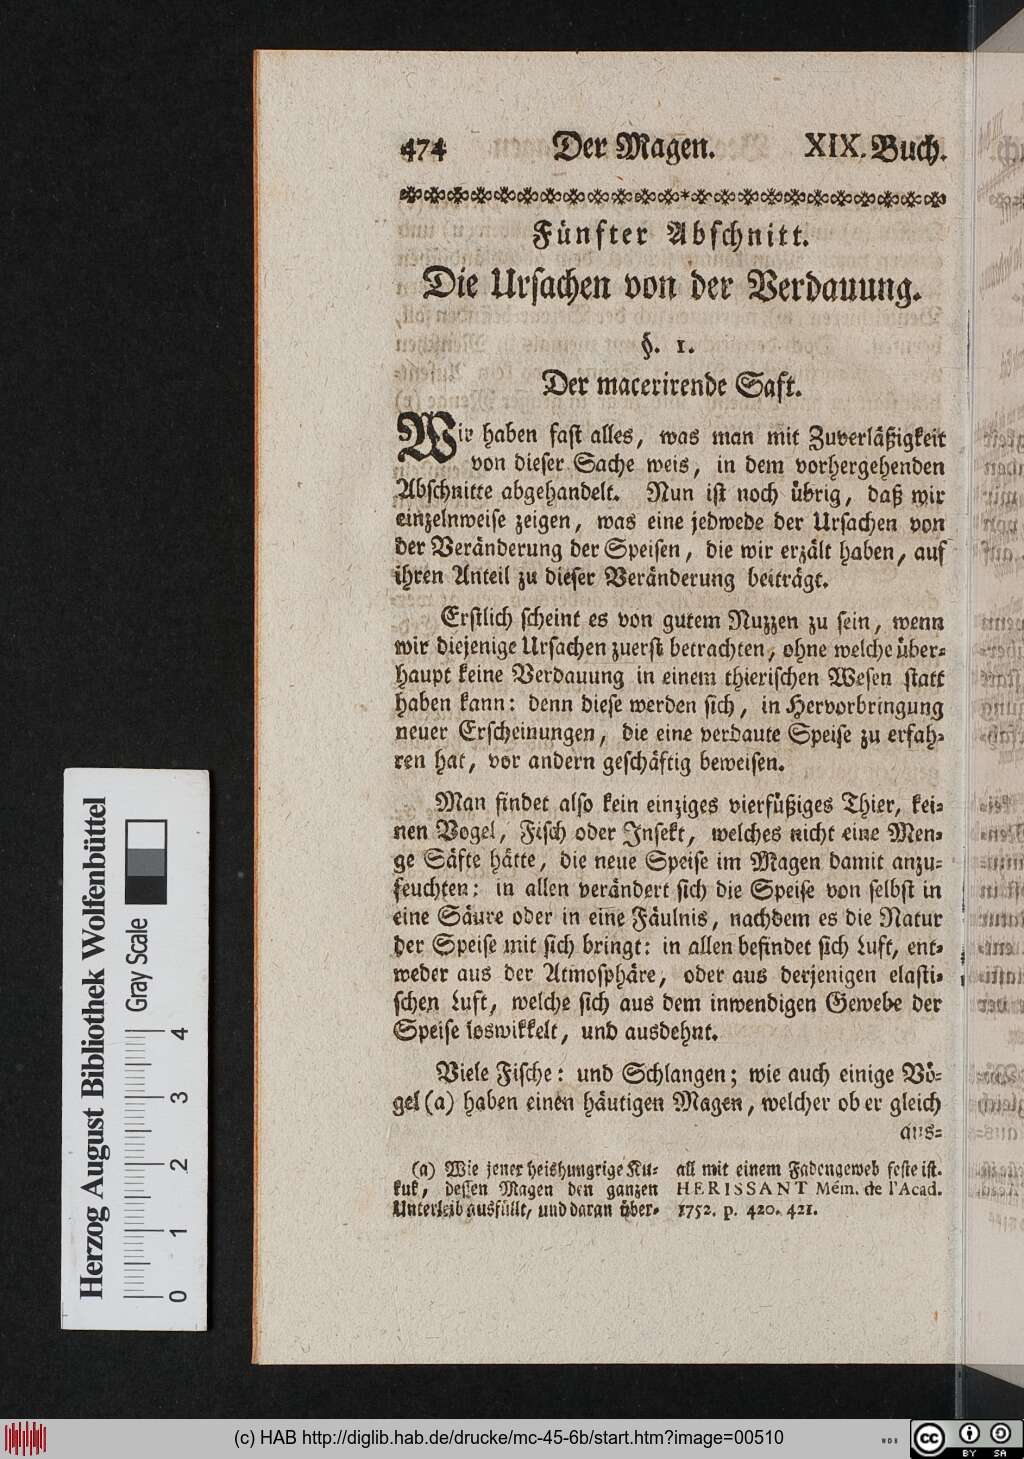 474 Der Magen. XIX. Buch.
Fünfter Abschnitt.
Die Ursachen von der Verdauung.
§. 1.
Der macerirende Saft.
Wir haben fast alles, was man mit Zuverläßigkeit
von dieser Sache weis, in dem vorhergehenden
Abschnitte abgehandelt. Nun ist noch übrig, daß wir
einzelnweise zeigen, was eine jedwede der Ursachen von
der Veränderung der Speisen, die wir erzält haben, auf
ihren Anteil zu dieser Veränderung beiträgt.
Erstlich scheint es von gutem Nuzzen zu sein, wenn
wir diejenige Ursachen zuerst betrachten, ohne welche über-
haupt keine Verdauung in einem thierischen Wesen statt
haben kann: denn diese werden sich, in Hervorbringung
neuer Erscheinungen, die eine verdaute Speise zu erfah-
ren hat, vor andern geschäftig beweisen.
Man findet also kein einziges vierfüßiges Thier, kei-
nen Vogel, Fisch oder Insekt, welches nicht eine Men-
ge Säfte hätte, die neue Speise im Magen damit anzu-
feuchten: in allen verändert sich die Speise von selbst in
eine Säure oder in eine Fäulnis, nachdem es die Natur
der Speise mit sich bringt: in allen befindet sich Luft, ent-
weder aus der Atmosphäre, oder aus derjenigen elasti-
schen Luft, welche sich aus dem inwendigen Gewebe der
Speise loswikkelt, und ausdehnt.
Viele Fische: und Schlangen; wie auch einige Vö-
gel (a) haben einen häutigen Magen, welcher ob er gleich
aus-
(a) Wie jener heishungrige Ku-
kuk, dessen Magen den ganzen
Unterleib ausfüllt, und daran über-
all mit einem Fadengeweb feste ist.
HERISSANT Mém. de l'Acad.
1752. p. 420. 421.
Herzog August Bibliothek Wolfenbüttel
Gray Scale
0 1 2 3 4
(c) HAB http://diglib.hab.de/drucke/mc-45-6b/start.htm?image=00510
WDB
cc BY SA